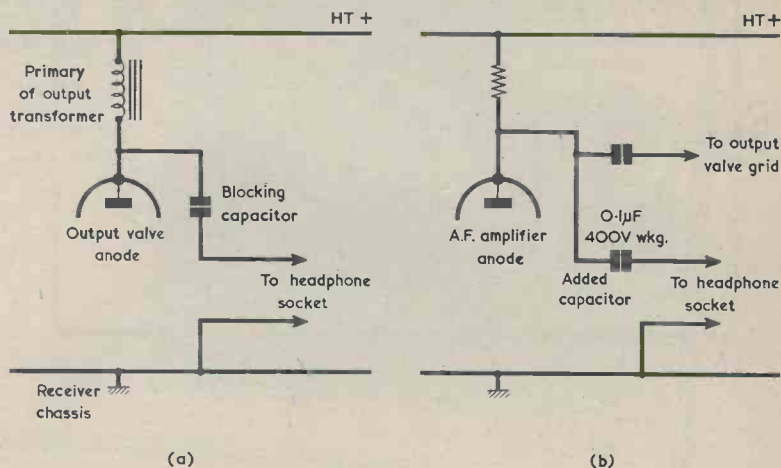 HT +
Primary
of output
transformer
Blocking
capacitor
Output valve
anode
To headphone
socket
Receiver
chassis
(a)
HT +
To output
valve grid
A.F. amplifier
anode
0·1µF
400V wkg.
Added
capacitor
To headphone
socket
(b)